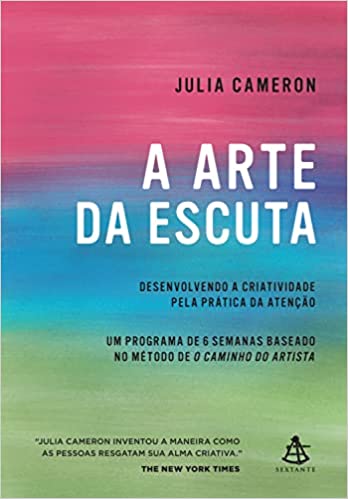 JULIA CAMERON
A ARTE
DA ESCUTA
DESENVOLVENDO A CRIATIVIDADE
PELA PRÁTICA DA ATENÇÃO
UM PROGRAMA DE 6 SEMANAS BASEADO
NO MÉTODO DE O CAMINHO DO ARTISTA
"JULIA CAMERON INVENTOU A MANEIRA COMO
AS PESSOAS RESGATAM SUA ALMA CRIATIVA."
THE NEW YORK TIMES
SEXTANTE